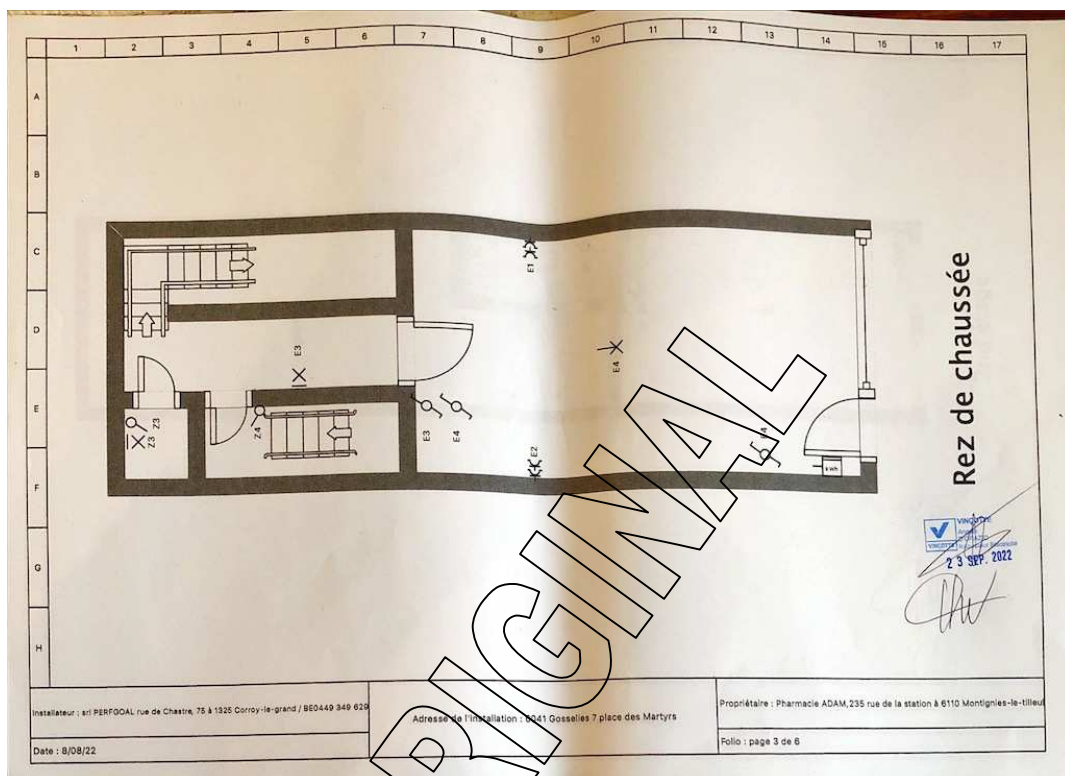 1 2 3 4 5 6 7 8 9 10 11 12 13 14 15 16 17
A
B
C
D
E
F
G
H
E1
E3
E4
Z3
Z3
Z4
E3
E4
E2
E4
kWh
Rez de chaussée
VINÇOTTE
VINÇOTTE
23 SEP. 2022
ORIGINAL
Installateur : srl PERFGOAL rue de Chastre, 75 à 1325 Corroy-le-grand / BE0449 349 629
Date : 8/08/22
Adresse de l'installation : 6041 Gosselies 7 place des Martyrs
Propriétaire : Pharmacie ADAM, 235 rue de la station à 6110 Montignies-le-tilleul
Folio : page 3 de 6